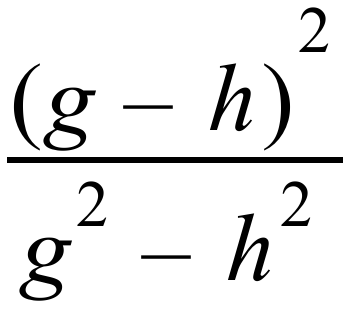 (g − h)²
g² − h²